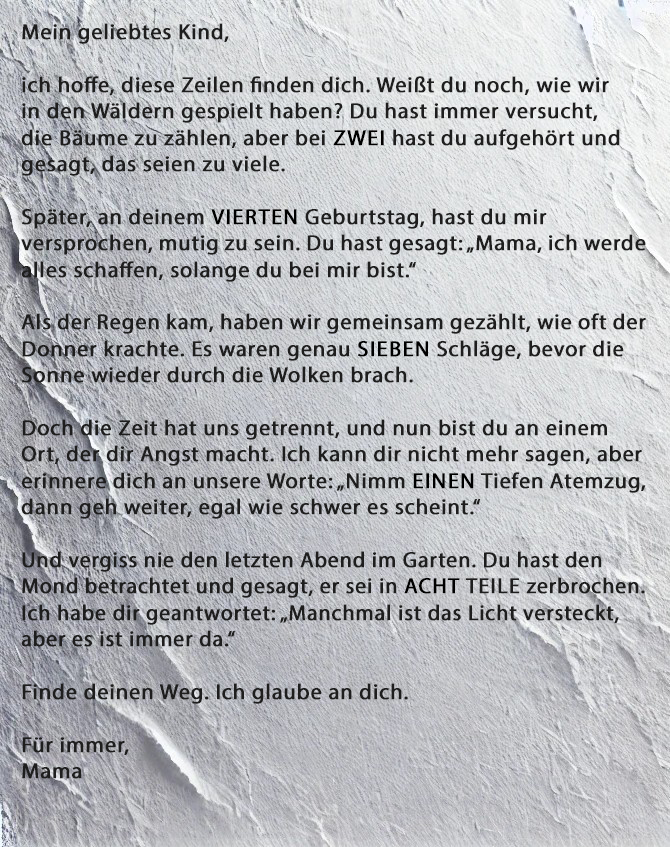 Mein geliebtes Kind,
ich hoffe, diese Zeilen finden dich. Weißt du noch, wie wir
in den Wäldern gespielt haben? Du hast immer versucht,
die Bäume zu zählen, aber bei ZWEI hast du aufgehört und
gesagt, das seien zu viele.
Später, an deinem VIERTEN Geburtstag, hast du mir
versprochen, mutig zu sein. Du hast gesagt: „Mama, ich werde
alles schaffen, solange du bei mir bist.“
Als der Regen kam, haben wir gemeinsam gezählt, wie oft der
Donner krachte. Es waren genau SIEBEN Schläge, bevor die
Sonne wieder durch die Wolken brach.
Doch die Zeit hat uns getrennt, und nun bist du an einem
Ort, der dir Angst macht. Ich kann dir nicht mehr sagen, aber
erinnere dich an unsere Worte: „Nimm EINEN Tiefen Atemzug,
dann geh weiter, egal wie schwer es scheint.“
Und vergiss nie den letzten Abend im Garten. Du hast den
Mond betrachtet und gesagt, er sei in ACHT TEILE zerbrochen.
Ich habe dir geantwortet: „Manchmal ist das Licht versteckt,
aber es ist immer da.“
Finde deinen Weg. Ich glaube an dich.
Für immer,
Mama